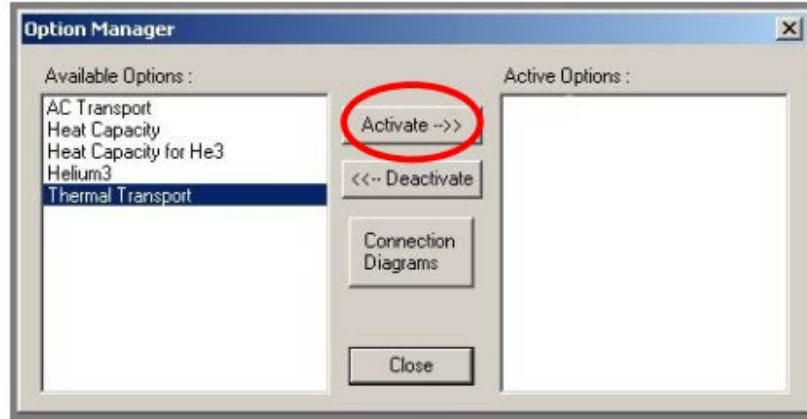 Option Manager
Available Options :
AC Transport
Heat Capacity
Heat Capacity for He3
Helium3
Thermal Transport
Activate -->>
<<-- Deactivate
Connection
Diagrams
Close
Active Options :